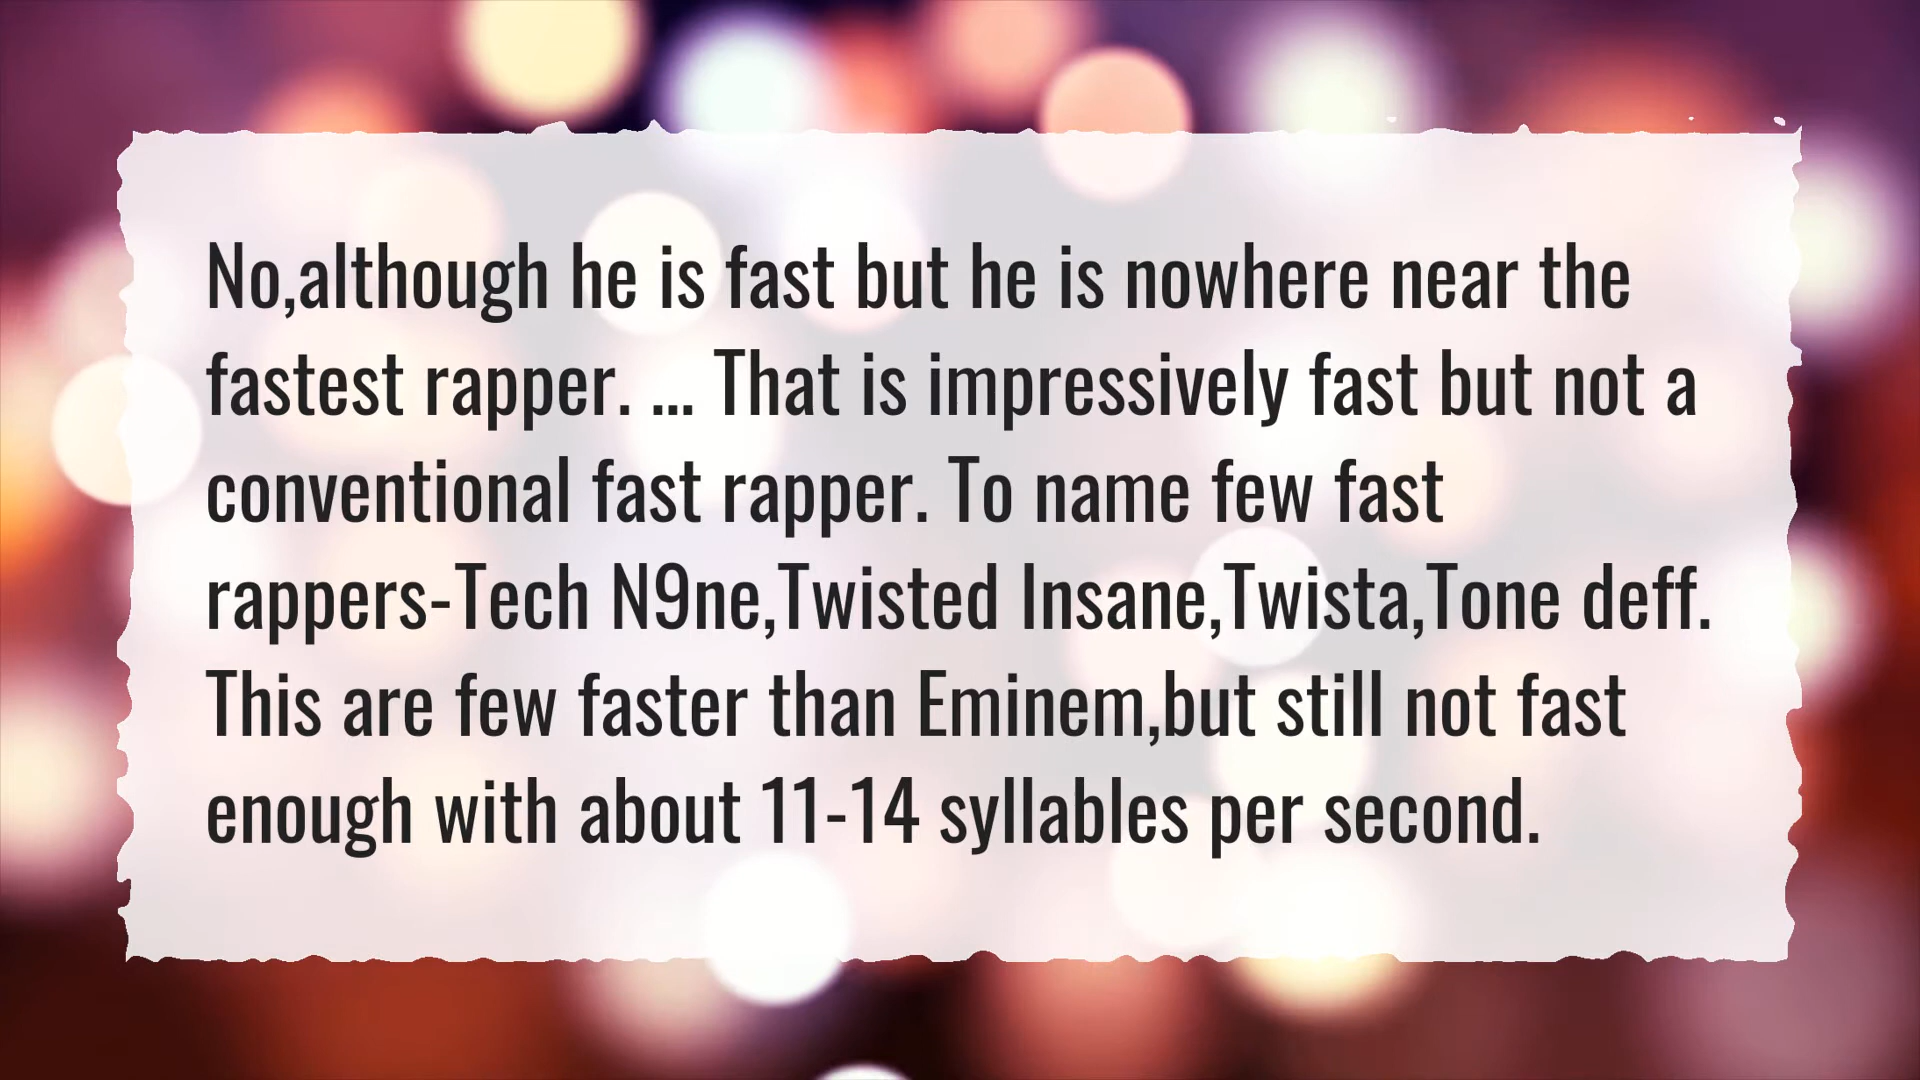 No,although he is fast but he is nowhere near the
fastest rapper. ... That is impressively fast but not a
conventional fast rapper. To name few fast
rappers-Tech N9ne,Twisted Insane,Twista,Tone deff.
This are few faster than Eminem,but still not fast
enough with about 11-14 syllables per second.